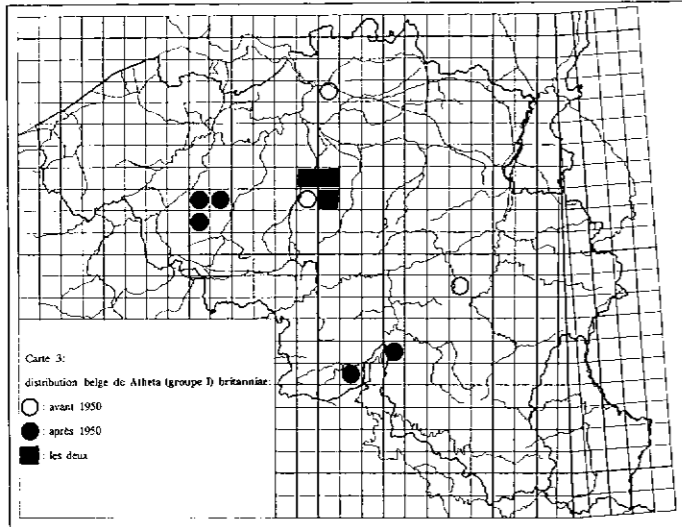 Carte 3:
distribution belge de Atheta (groupe I) britanniae:
: avant 1950
: après 1950
: les deux